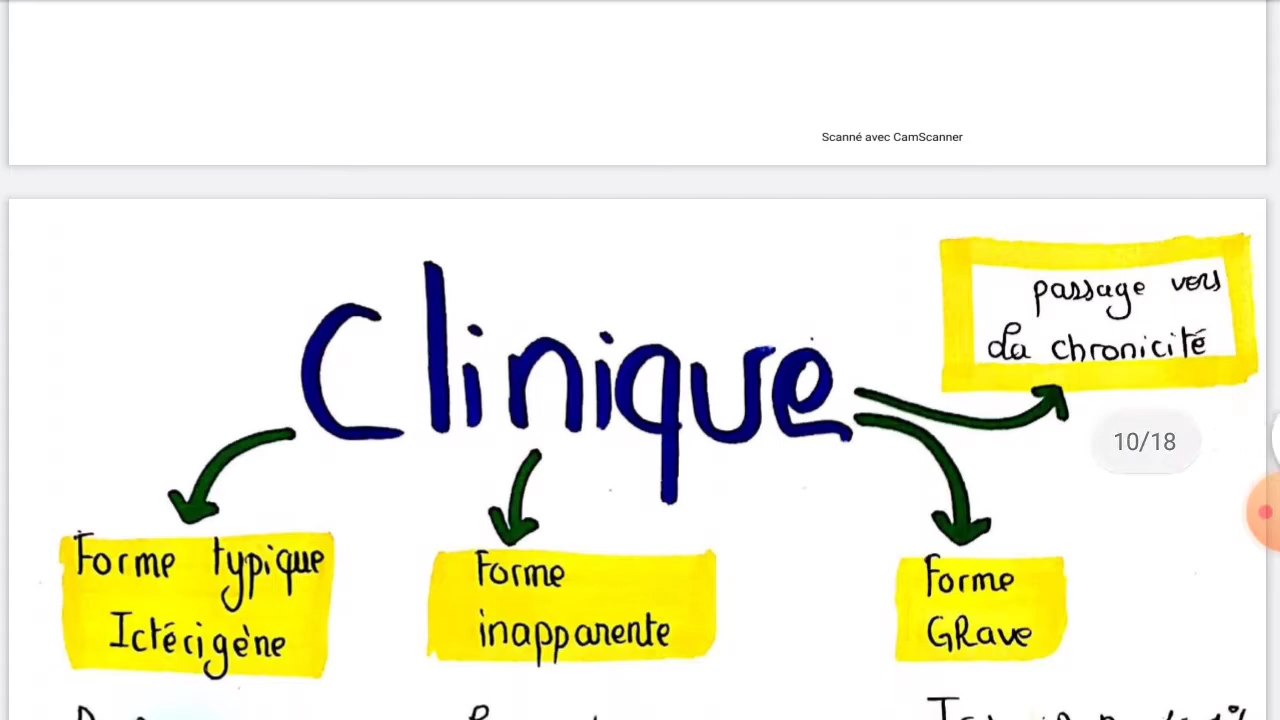 Scanné avec CamScanner
Clinique
passage vers
La chronicité
10/18
Forme typique
Ictérigène
Forme
inapparente
Forme
GRave